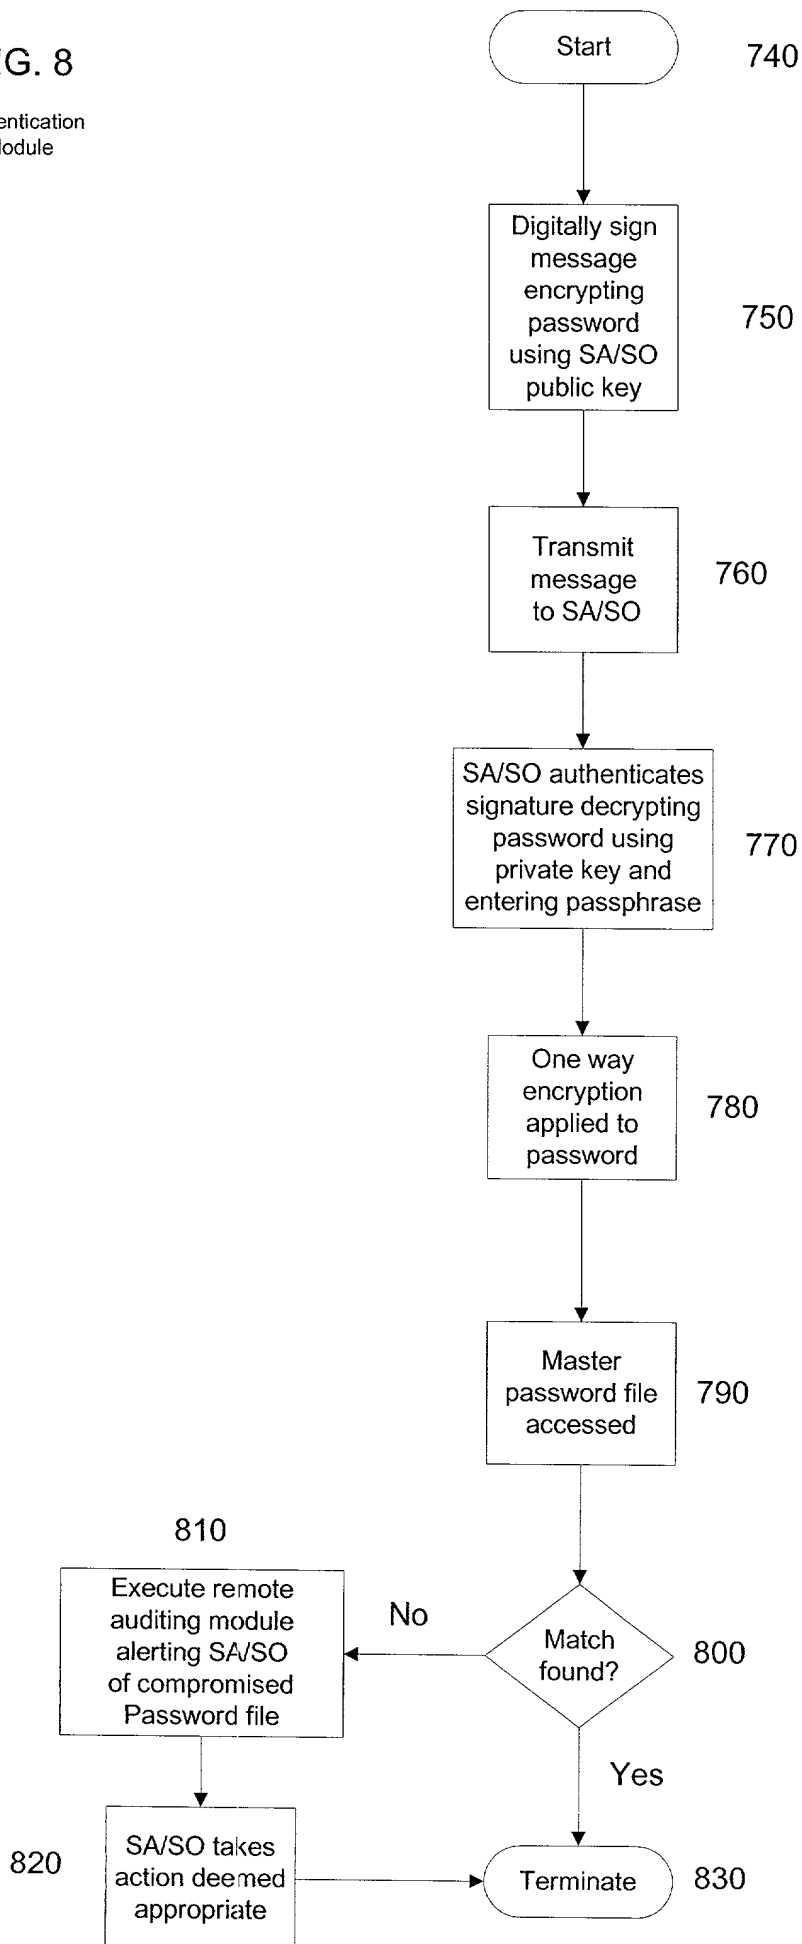 G. 8
entication
odule
Start
740
Digitally sign
message
encrypting
password
using SA/SO
public key
750
Transmit
message
to SA/SO
760
SA/SO authenticates
signature decrypting
password using
private key and
entering passphrase
770
One way
encryption
applied to
password
780
Master
password file
accessed
790
810
Execute remote
auditing module
alerting SA/SO
of compromised
Password file
No
Match
found?
800
Yes
820
SA/SO takes
action deemed
appropriate
Terminate
830